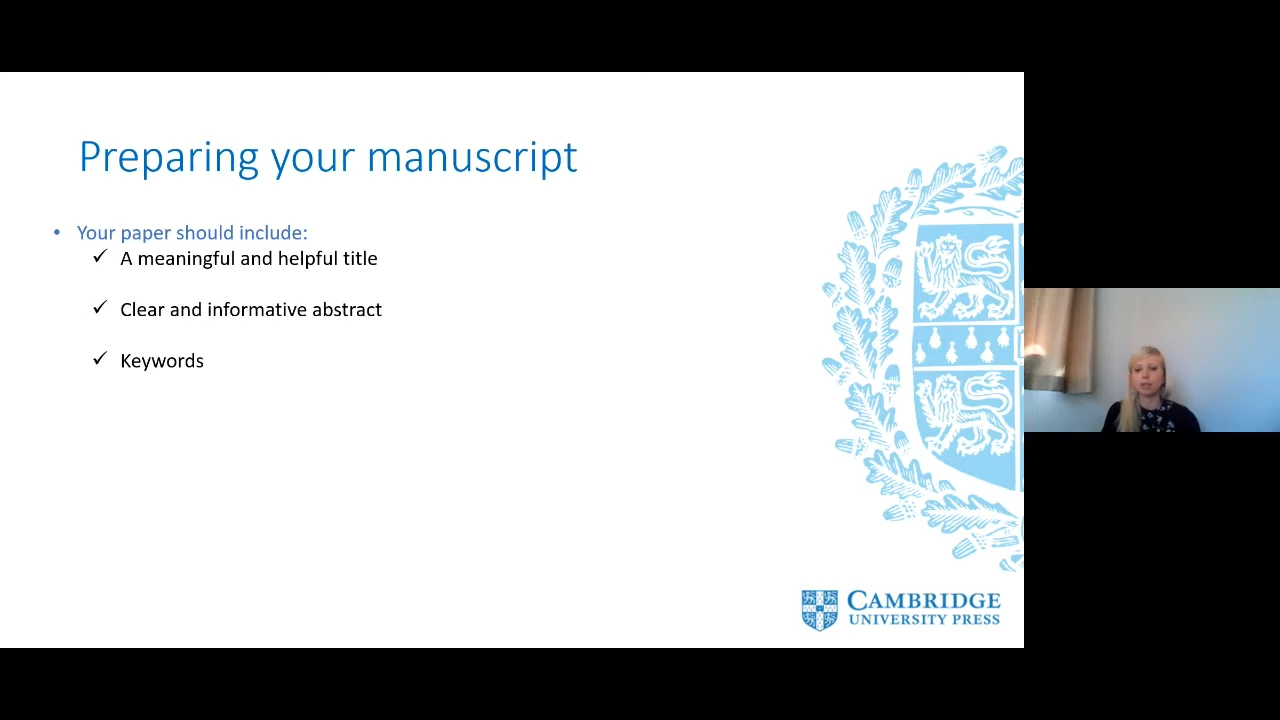 Preparing your manuscript
• Your paper should include:
✓ A meaningful and helpful title
✓ Clear and informative abstract
✓ Keywords
CAMBRIDGE
UNIVERSITY PRESS